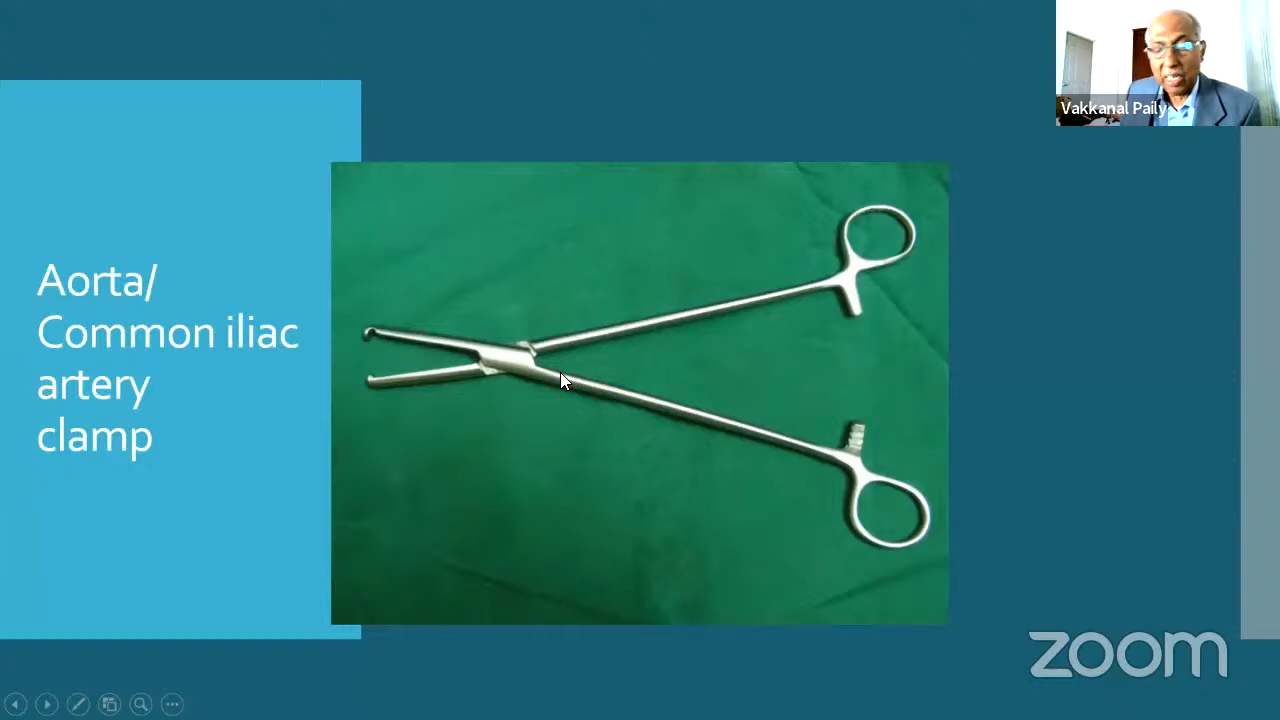 Vakkanal Paily
Aorta/
Common iliac
artery
clamp
zoom